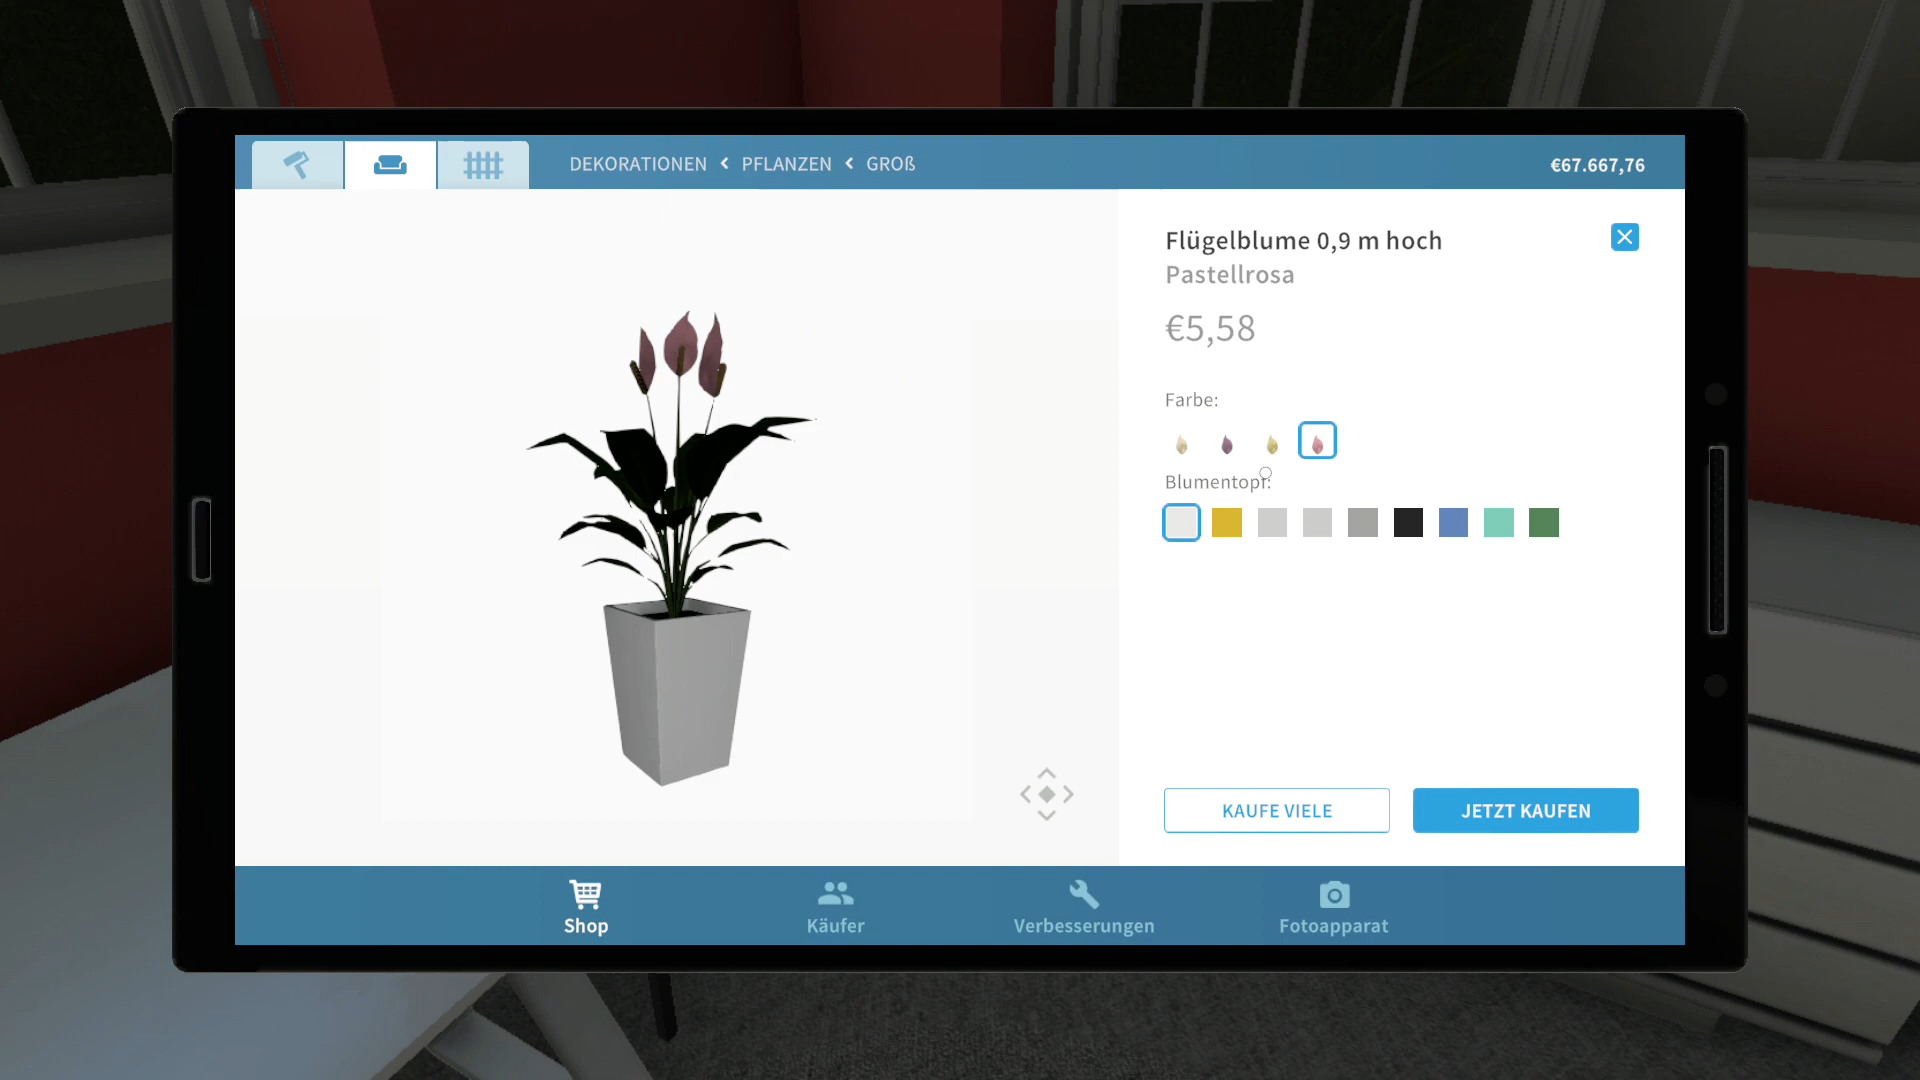 DEKORATIONEN < PFLANZEN < GROß
€67.667,76
Flügelblume 0,9 m hoch
Pastellrosa
€5,58
Farbe:
Blumentopf:
KAUFE VIELE
JETZT KAUFEN
Shop
Käufer
Verbesserungen
Fotoapparat